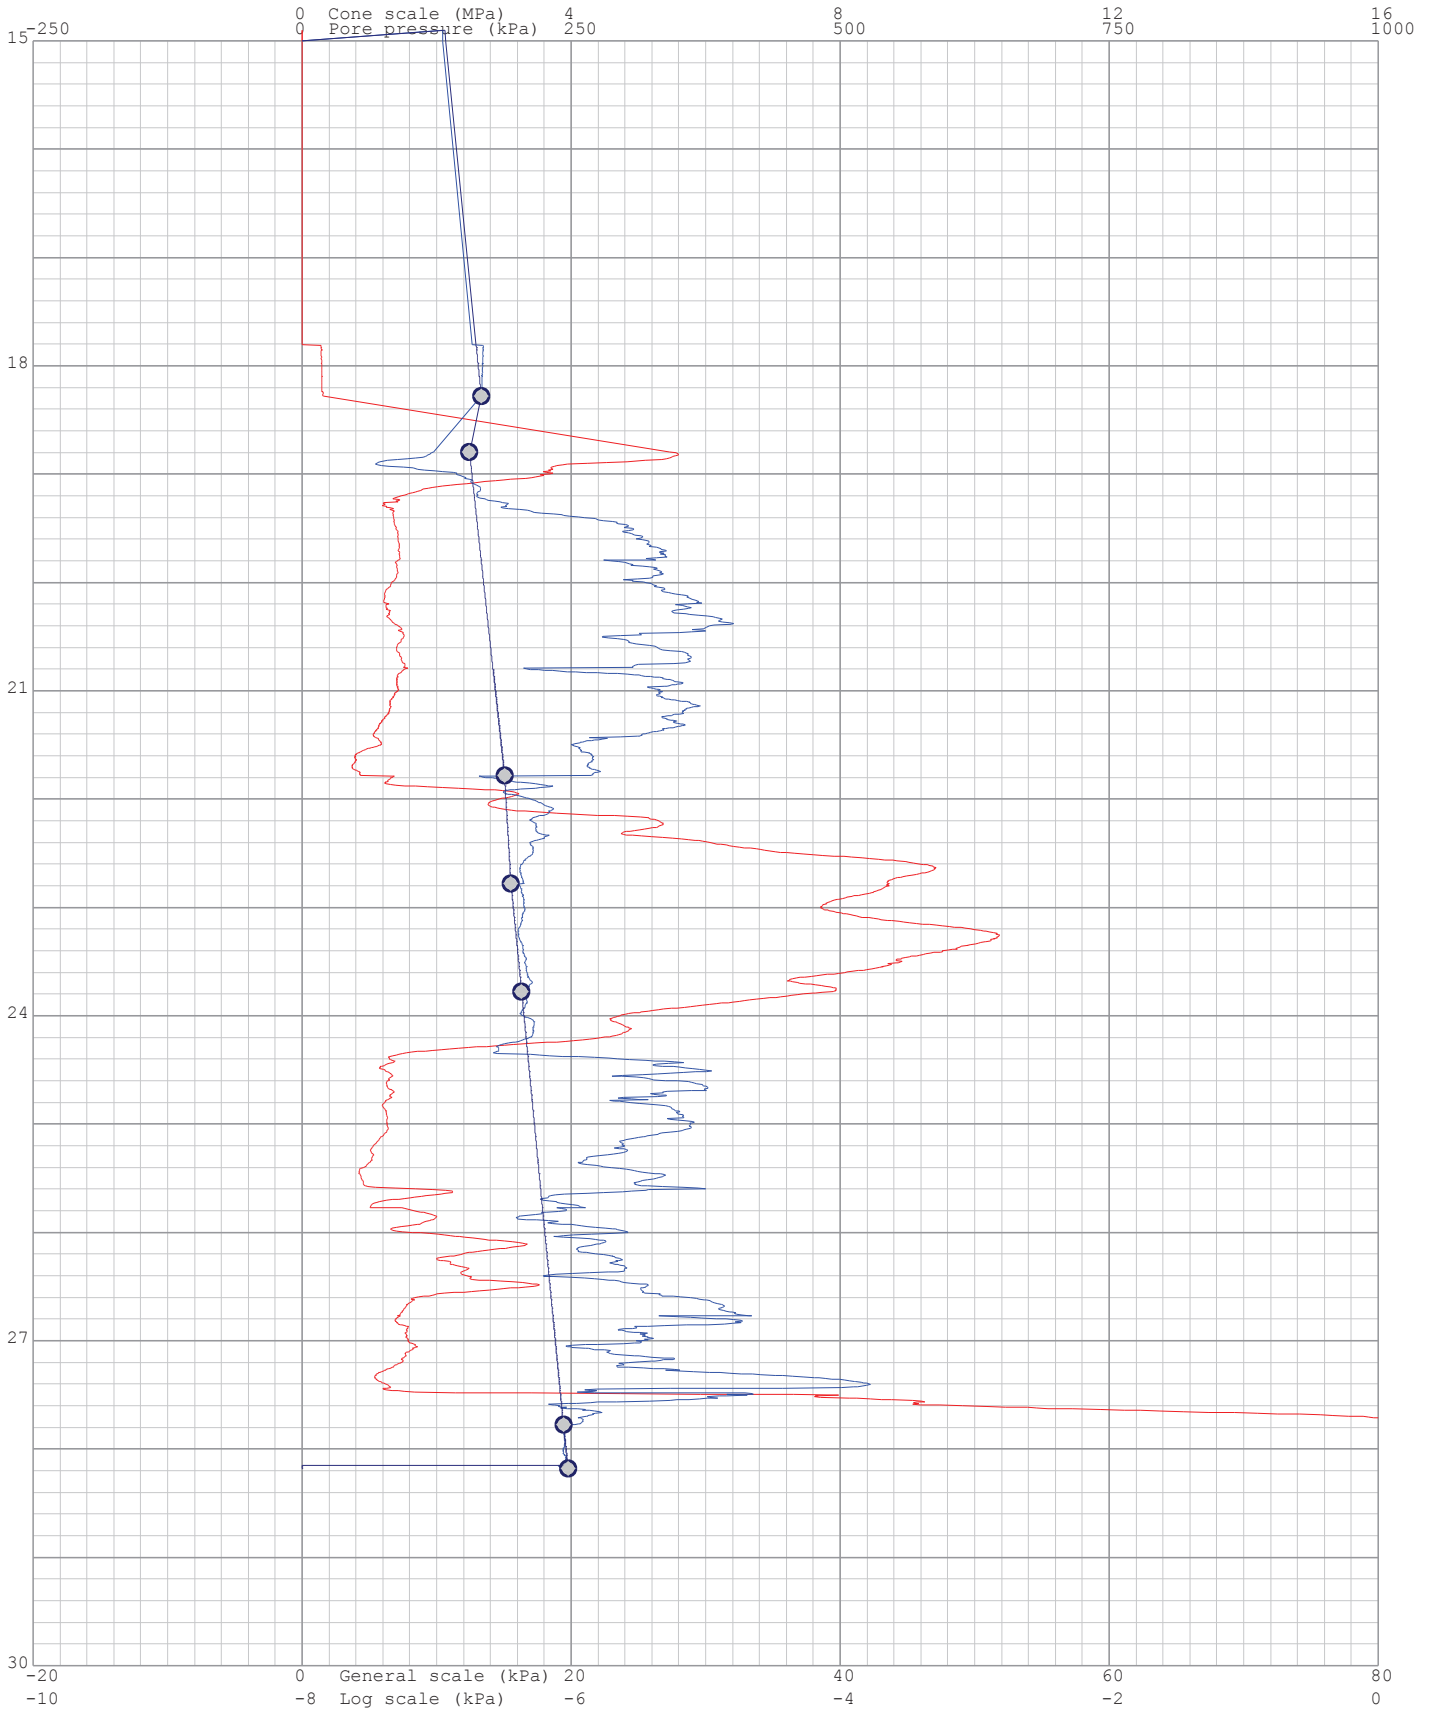 0 Cone scale (MPa) 4 8 12 16
-250 0 Pore pressure (kPa) 250 500 750 1000
15
18
21
24
27
30
-20 0 General scale (kPa) 20 40 60 80
-10 -8 Log scale (kPa) -6 -4 -2 0